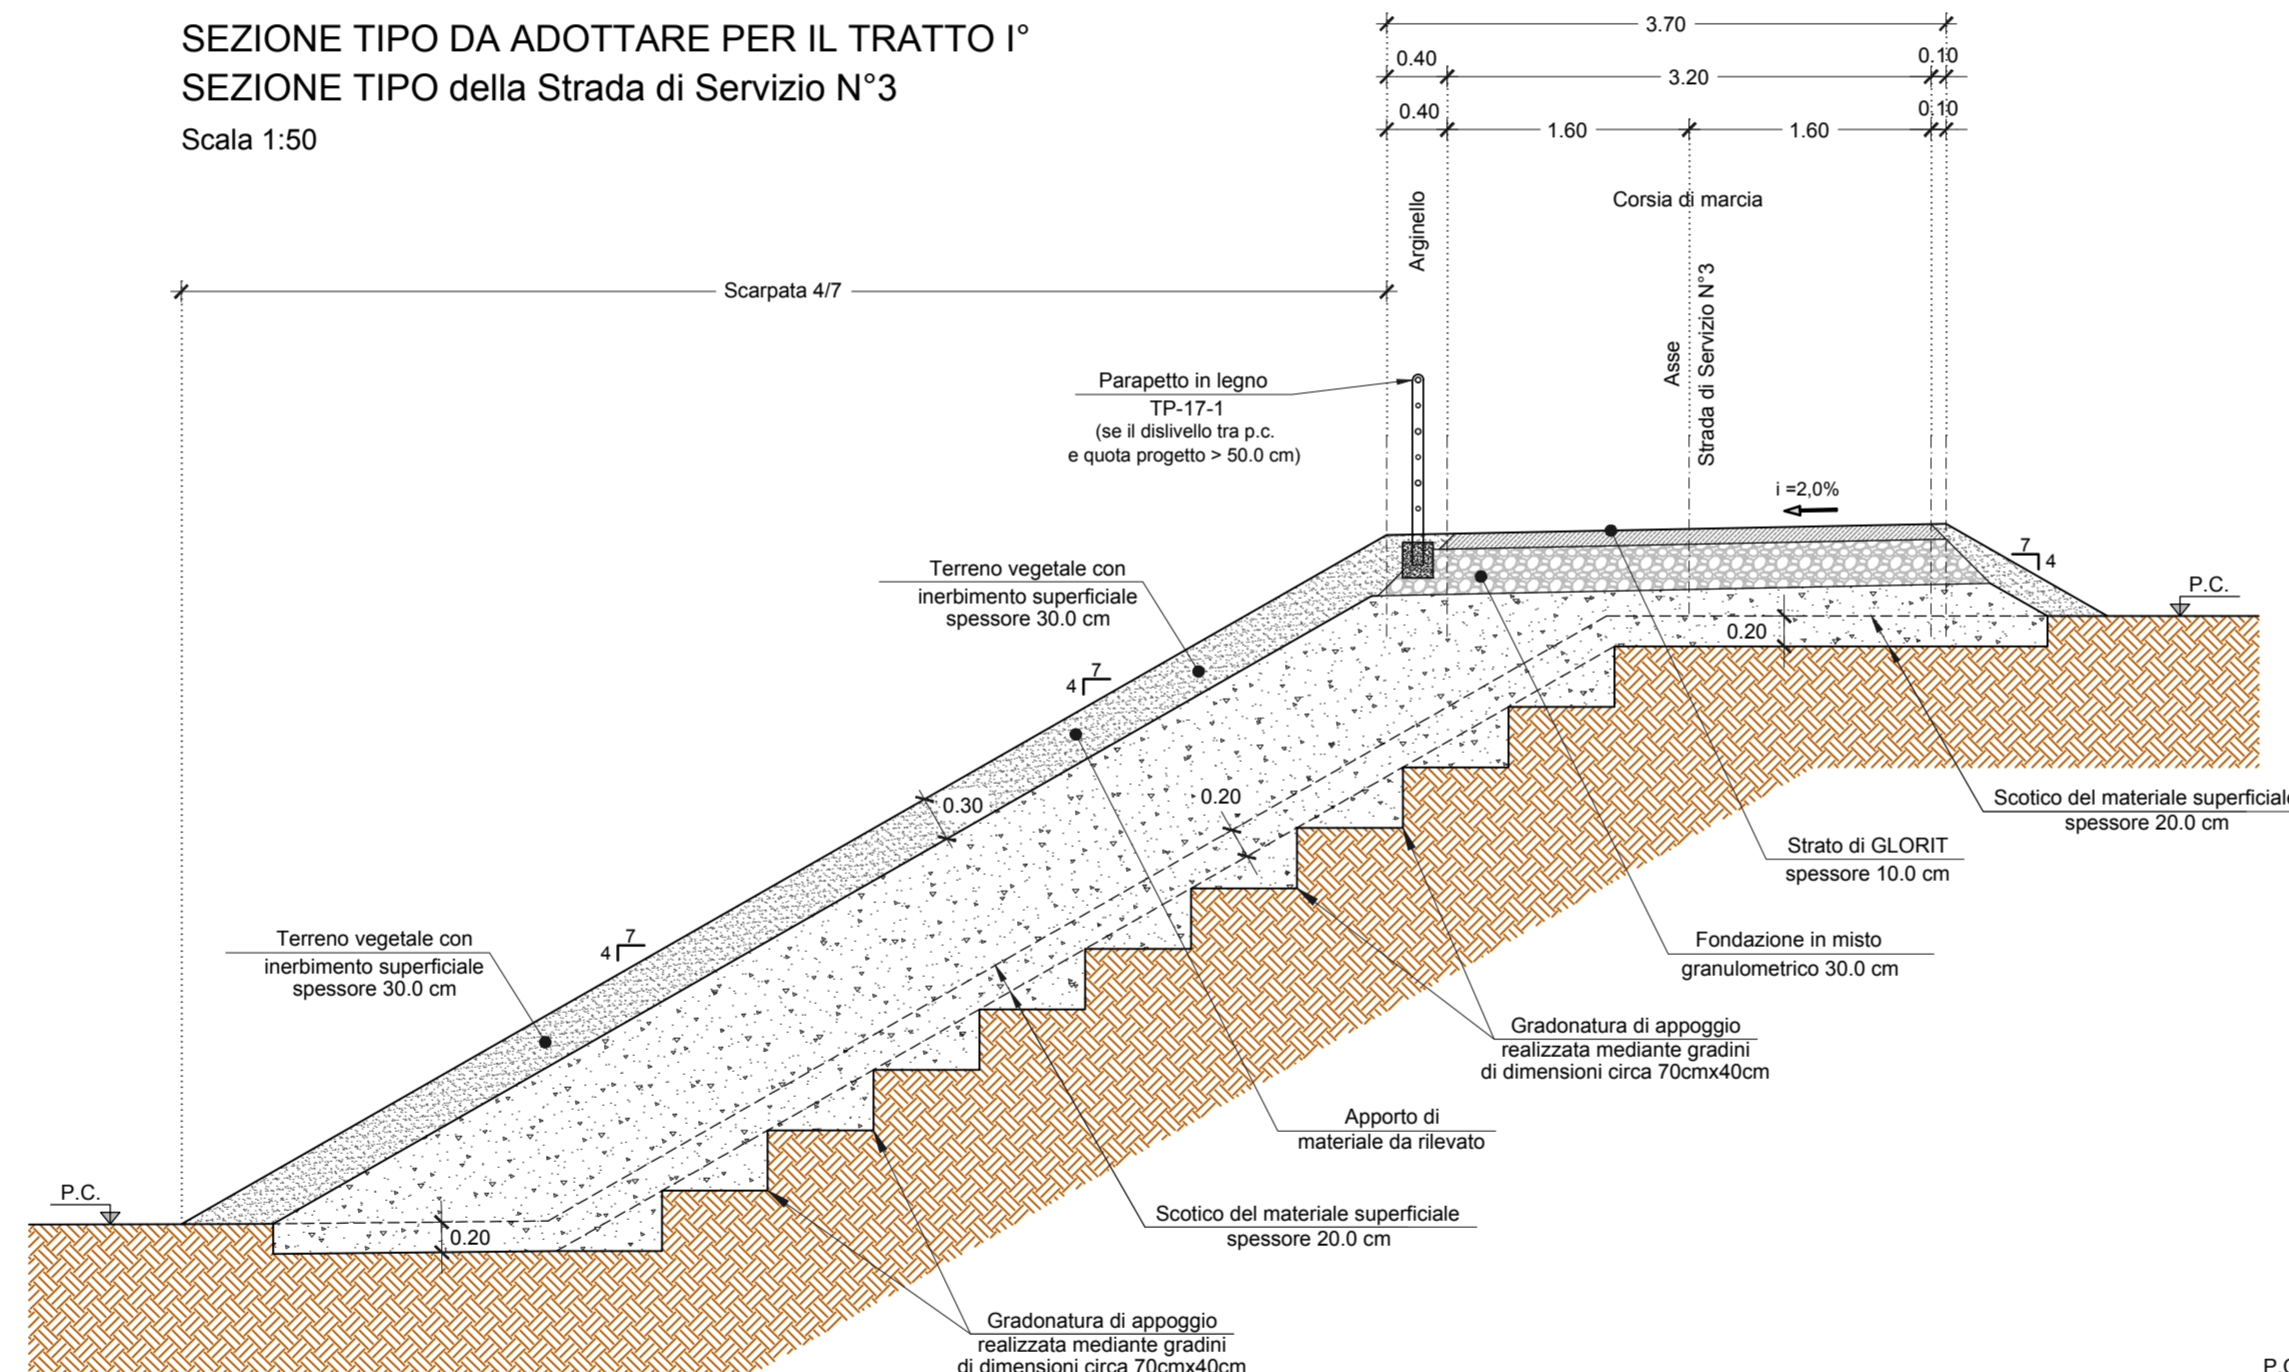 SEZIONE TIPO DA ADOTTARE PER IL TRATTO I°
SEZIONE TIPO della Strada di Servizio N°3
Scala 1:50
3.70
0.40
3.20
0.10
0.40
1.60
1.60
0.10
Arginello
Corsia di marcia
Scarpata 4/7
Asse
Strada di Servizio N°3
Parapetto in legno
TP-17-1
(se il dislivello tra p.c.
e quota progetto > 50.0 cm)
i =2,0%
7
4
P.C.
Terreno vegetale con
inerbimento superficiale
spessore 30.0 cm
0.20
7
4
0.30
0.20
Scotico del materiale superficiale
spessore 20.0 cm
Strato di GLORIT
spessore 10.0 cm
Terreno vegetale con
inerbimento superficiale
spessore 30.0 cm
7
4
Fondazione in misto
granulometrico 30.0 cm
Gradonatura di appoggio
realizzata mediante gradini
di dimensioni circa 70cmx40cm
Apporto di
materiale da rilevato
P.C.
0.20
Scotico del materiale superficiale
spessore 20.0 cm
Gradonatura di appoggio
realizzata mediante gradini
di dimensioni circa 70cmx40cm
P.C